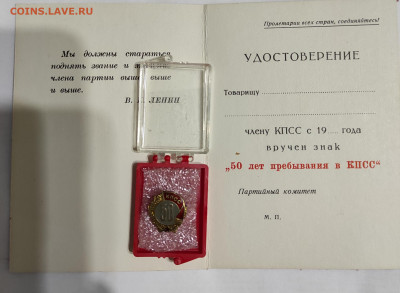 COINS.LAVE.RU
Мы должны стараться
поднять звание и
члена партии выше, выше
и выше.
В. И. ЛЕНИН
Пролетарии всех стран, соединяйтесь!
УДОСТОВЕРЕНИЕ
Товарищу
члену КПСС с 19 года
вручен знак
„50 лет пребывания в КПСС“
Партийный комитет
М. П.
50